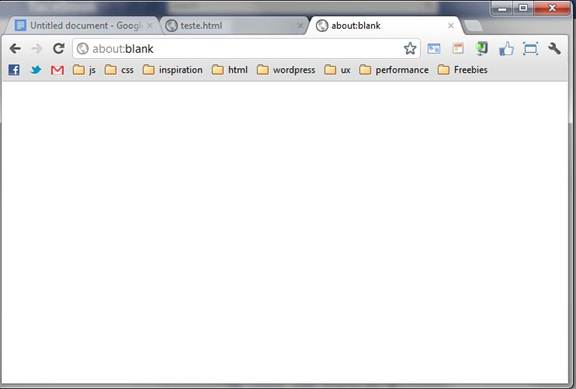 Untitled document - Googl teste.html about:blank
about:blank
js css inspiration html wordpress ux performance Freebies